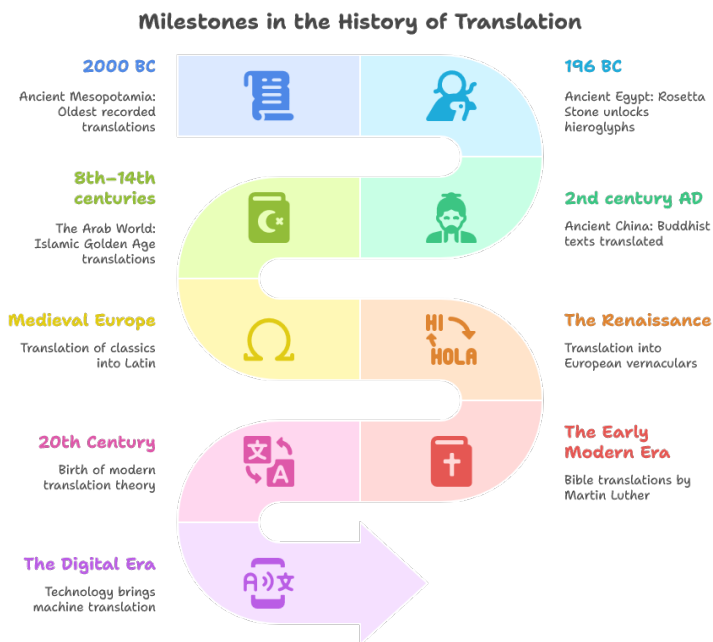 Milestones in the History of Translation
2000 BC
Ancient Mesopotamia:
Oldest recorded
translations
196 BC
Ancient Egypt: Rosetta
Stone unlocks
hieroglyphs
2nd century AD
Ancient China: Buddhist
texts translated
8th–14th
centuries
The Arab World:
Islamic Golden Age
translations
Medieval Europe
Translation of classics
into Latin
Ω
The Renaissance
Translation into
European vernaculars
HI
HOLA
The Early
Modern Era
Bible translations by
Martin Luther
20th Century
Birth of modern
translation theory
文
A
The Digital Era
Technology brings
machine translation
A 文